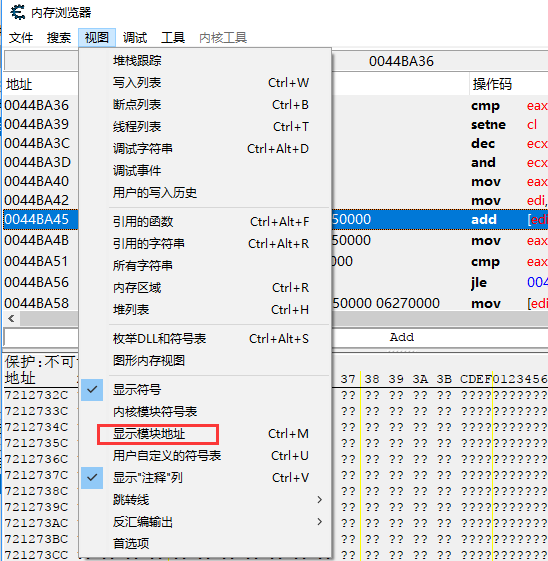 内存浏览器
文件 搜索 视图 调试 工具 内核工具
0044BA36
地址 操作码
0044BA36 cmp eax
0044BA39 setne cl
0044BA3C dec ecx
0044BA3D and ecx
0044BA40 mov eax
0044BA42 mov edi,
0044BA45 50000 add [edi
0044BA4B 50000 mov eax
0044BA51 000 cmp eax
0044BA56 jle 004
0044BA58 50000 06270000 mov [edi
堆栈跟踪
写入列表 Ctrl+W
断点列表 Ctrl+B
线程列表 Ctrl+T
调试字符串 Ctrl+Alt+D
调试事件
用户的写入历史
引用的函数 Ctrl+Alt+F
引用的字符串 Ctrl+Alt+R
所有字符串
内存区域 Ctrl+R
堆列表 Ctrl+H
枚举DLL和符号表 Ctrl+Alt+S
图形内存视图
显示符号
内核模块符号表
显示模块地址 Ctrl+M
用户自定义的符号表 Ctrl+U
显示"注释"列 Ctrl+V
跳转线
反汇编输出
首选项
Add
保护:不可
地址 37 38 39 3A 3B CDEF0123456
7212732C ?? ?? ?? ?? ?? ???????????
7212733C ?? ?? ?? ?? ?? ???????????
7212734C ?? ?? ?? ?? ?? ???????????
7212735C ?? ?? ?? ?? ?? ???????????
7212736C ?? ?? ?? ?? ?? ???????????
7212737C ?? ?? ?? ?? ?? ???????????
7212738C ?? ?? ?? ?? ?? ???????????
7212739C ?? ?? ?? ?? ?? ???????????
721273AC ?? ?? ?? ?? ?? ???????????
721273BC ?? ?? ?? ?? ?? ???????????
721273CC ?? ?? ?? ?? ?? ???????????